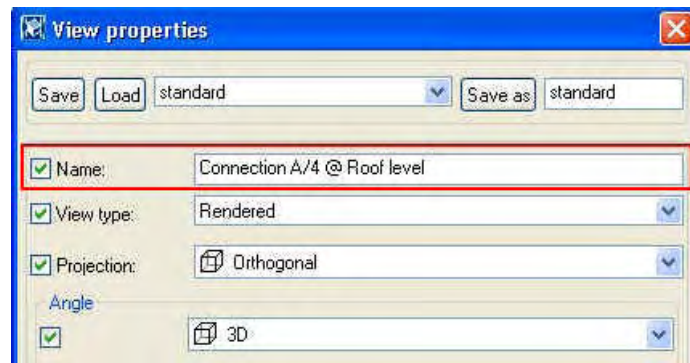 View properties
Save Load standard Save as standard
Name: Connection A/4 @ Roof level
View type: Rendered
Projection: Orthogonal
Angle
3D